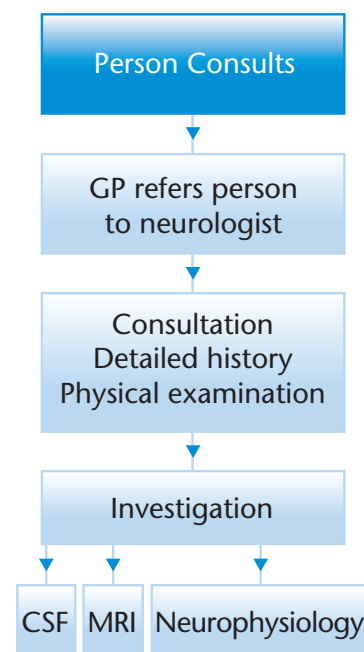 Person Consults
GP refers person
to neurologist
Consultation
Detailed history
Physical examination
Investigation
CSF
MRI
Neurophysiology